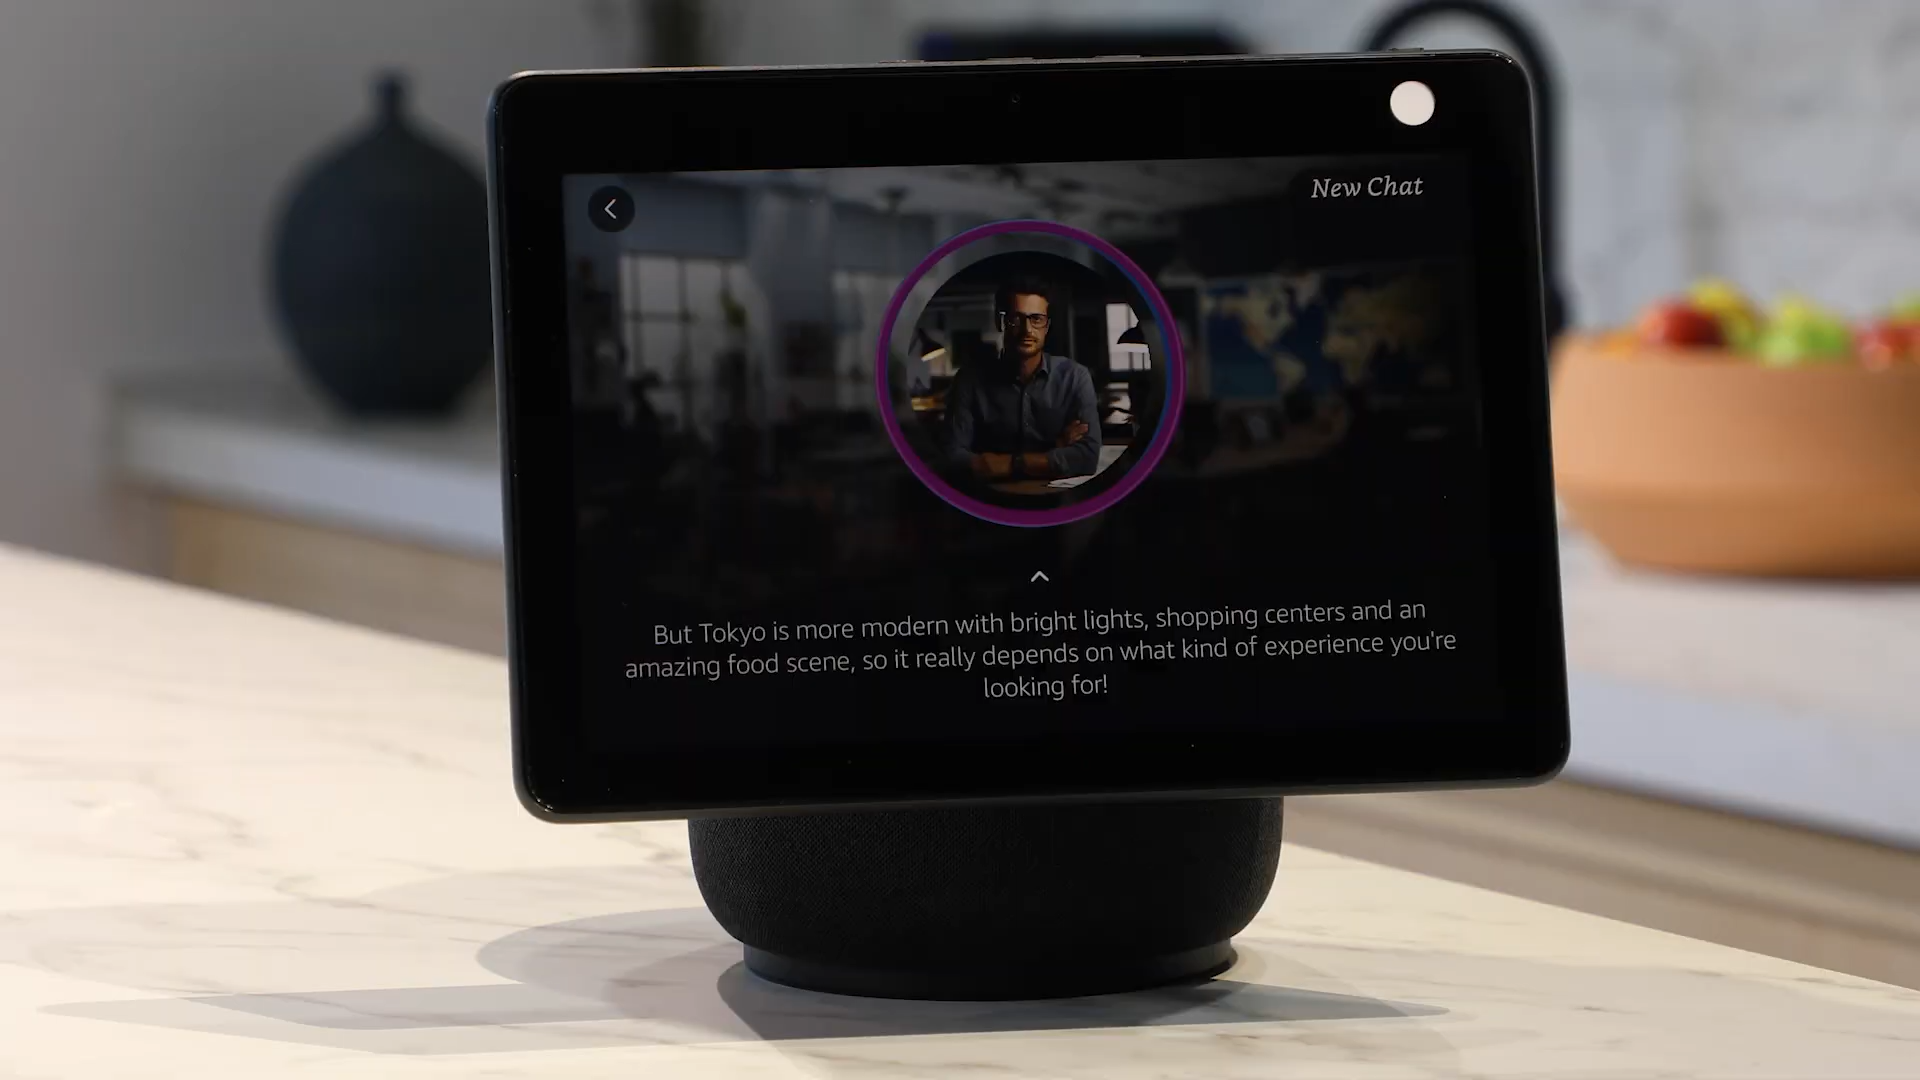 New Chat
But Tokyo is more modern with bright lights, shopping centers and an
amazing food scene, so it really depends on what kind of experience you're
looking for!